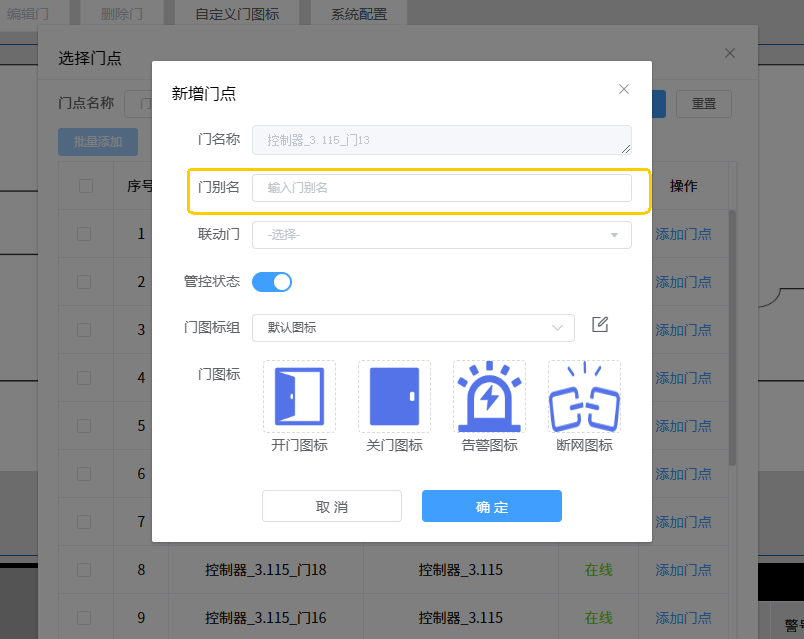 编辑门 删除门 自定义门图标 系统配置
选择门点
门点名称 门 重置
批量添加
序号 操作
新增门点
门名称 控制器_3.115_门13
门别名 输入门别名
联动门 -选择-
管控状态
门图标组 默认图标
门图标
开门图标 关门图标 告警图标 断网图标
取消 确定
1 添加门点
2 添加门点
3 添加门点
4 添加门点
5 添加门点
6 添加门点
7 添加门点
8 控制器_3.115_门18 控制器_3.115 在线 添加门点
9 控制器_3.115_门16 控制器_3.115 在线 添加门点
警号